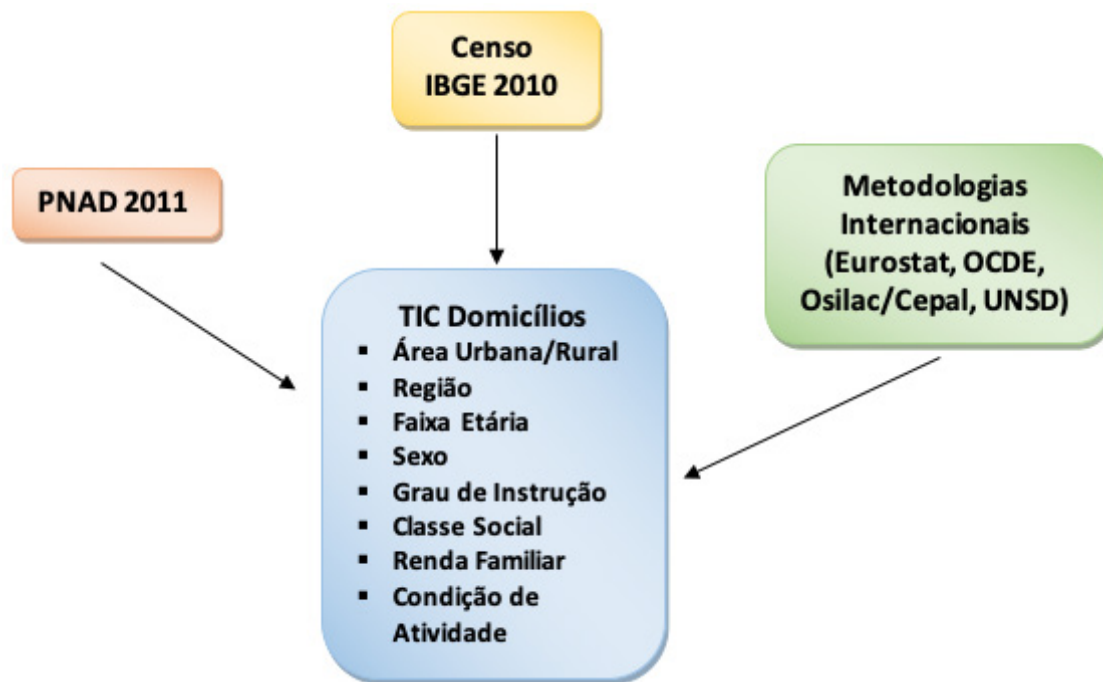 Censo
IBGE 2010
PNAD 2011
Metodologias
Internacionais
(Eurostat, OCDE,
Osilac/Cepal, UNSD)
TIC Domicílios
▪ Área Urbana/Rural
▪ Região
▪ Faixa Etária
▪ Sexo
▪ Grau de Instrução
▪ Classe Social
▪ Renda Familiar
▪ Condição de
Atividade